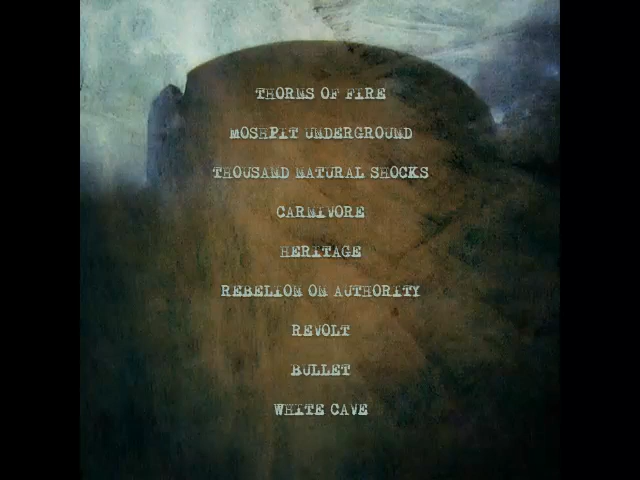 THORNS OF FIRE
MOSHPIT UNDERGROUND
THOUSAND NATURAL SHOCKS
CARNIVORE
HERITAGE
REBELION ON AUTHORITY
REVOLT
BULLET
WHITE CAVE